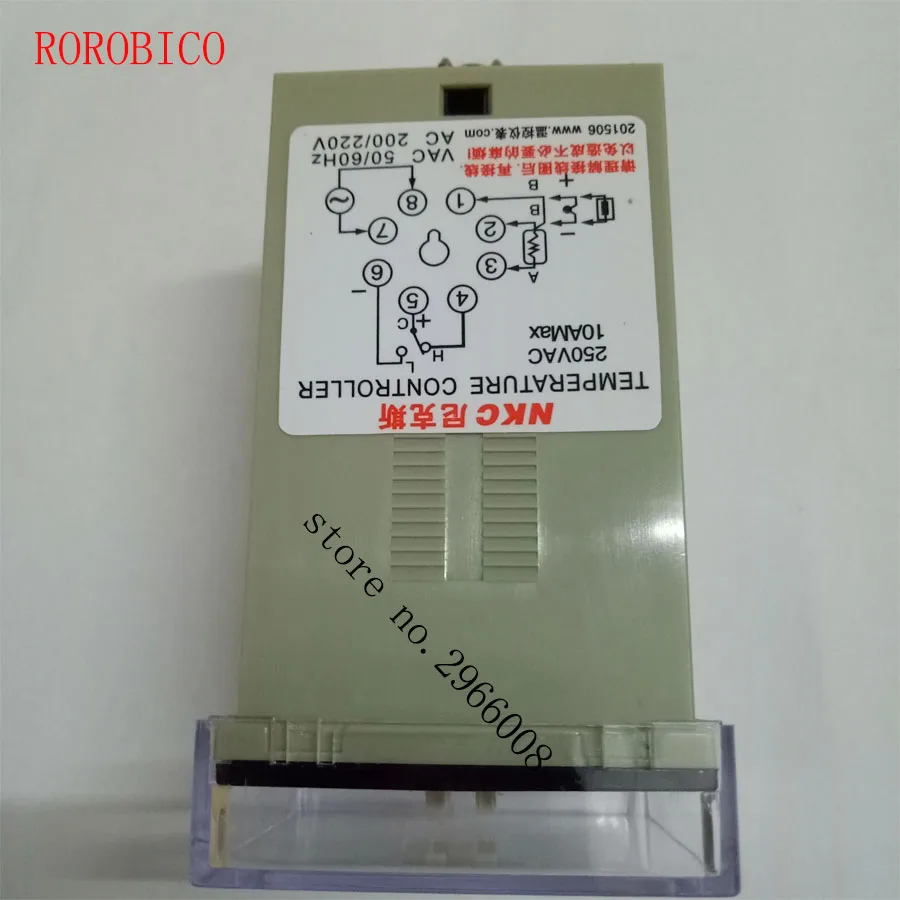 ROROBICO
NKC 尼克斯
TEMPERATURE CONTROLLER
250VAC
10AMax
L
H
C
+
4
5
6
−
3
A
2
B
7
1
B
8
−
+
请理解接线图后, 再接线.
以免造成不必要的麻烦!
VAC 50/60Hz
AC 200/220V
201506 www.温控仪表.com
store no.2966008